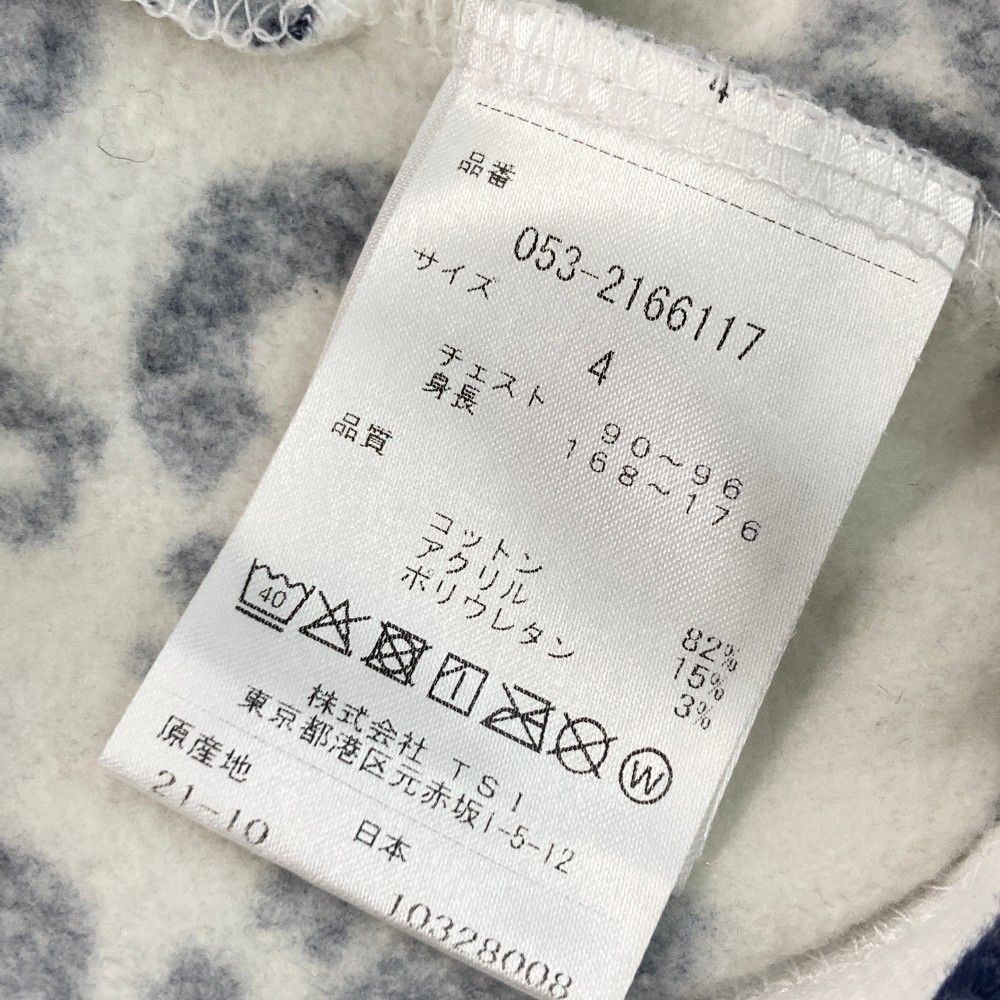 4
品番
053-2166117
サイズ
4
チェスト 90～96
身長 168～176
品質
コットン 82%
アクリル 15%
ポリウレタン 3%
40
W
株式会社 TSI
東京都港区元赤坂1-5-12
原産地 日本
21-10 10328008